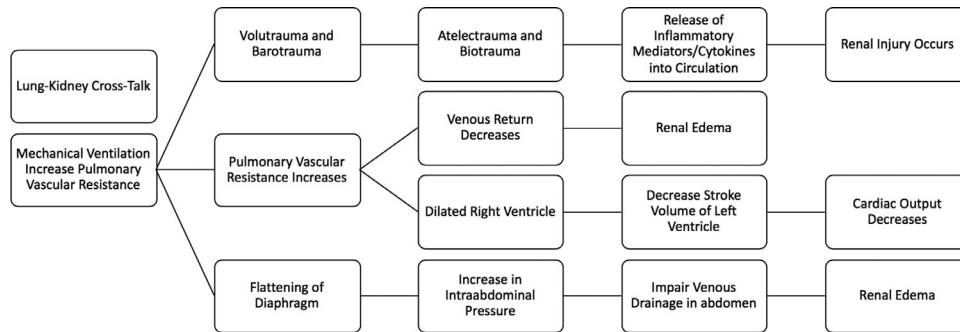 Lung-Kidney Cross-Talk
Mechanical Ventilation
Increase Pulmonary
Vascular Resistance
Volutrauma and
Barotrauma
Atelectrauma and
Biotrauma
Release of
Inflammatory
Mediators/Cytokines
into Circulation
Renal Injury Occurs
Pulmonary Vascular
Resistance Increases
Venous Return
Decreases
Renal Edema
Dilated Right Ventricle
Decrease Stroke
Volume of Left
Ventricle
Cardiac Output
Decreases
Flattening of
Diaphragm
Increase in
Intraabdominal
Pressure
Impair Venous
Drainage in abdomen
Renal Edema